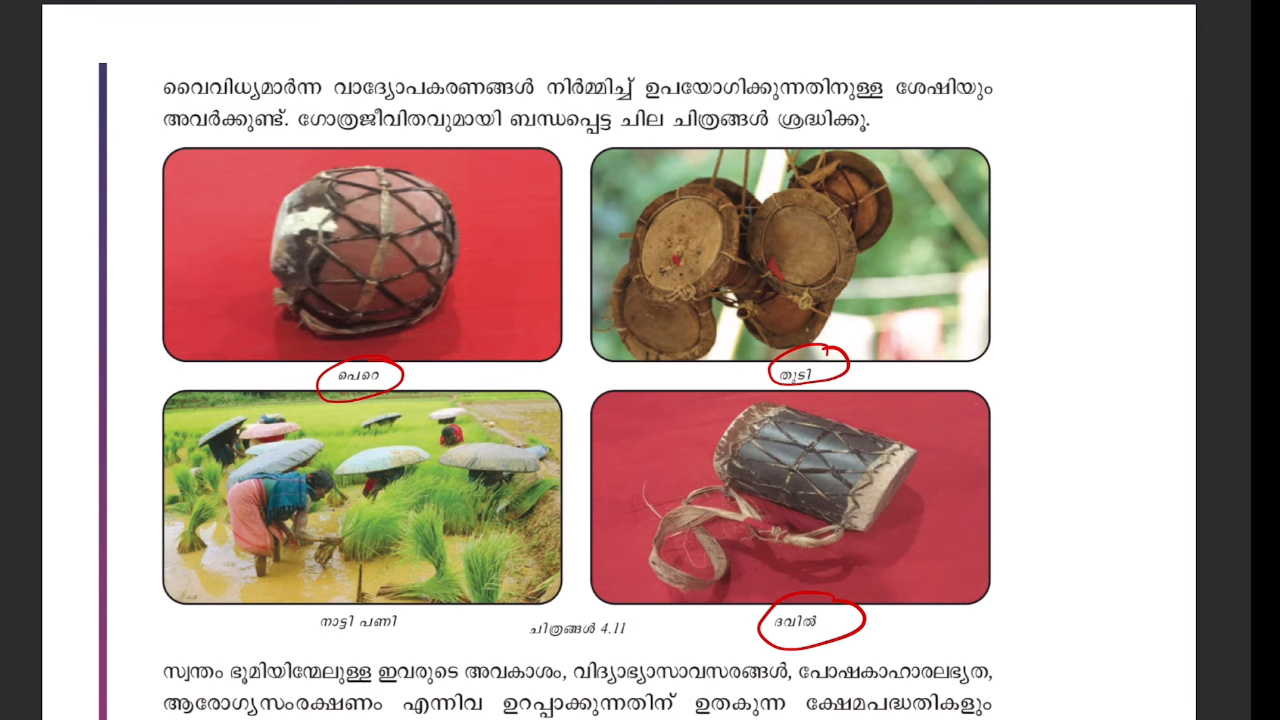 വൈവിധ്യമാർന്ന വാദ്യോപകരണങ്ങൾ നിർമ്മിച്ച് ഉപയോഗിക്കുന്നതിനുള്ള ശേഷിയും
അവർക്കുണ്ട്. ഗോത്രജീവിതവുമായി ബന്ധപ്പെട്ട ചില ചിത്രങ്ങൾ ശ്രദ്ധിക്കൂ.
പെറെ
തുടി
നാട്ടി പണി
ദവിൽ
ചിത്രങ്ങൾ 4.11
സ്വന്തം ഭൂമിയിന്മേലുള്ള ഇവരുടെ അവകാശം, വിദ്യാഭ്യാസാവസരങ്ങൾ, പോഷകാഹാരലഭ്യത,
ആരോഗ്യസംരക്ഷണം എന്നിവ ഉറപ്പാക്കുന്നതിന് ഉതകുന്ന ക്ഷേമപദ്ധതികളും